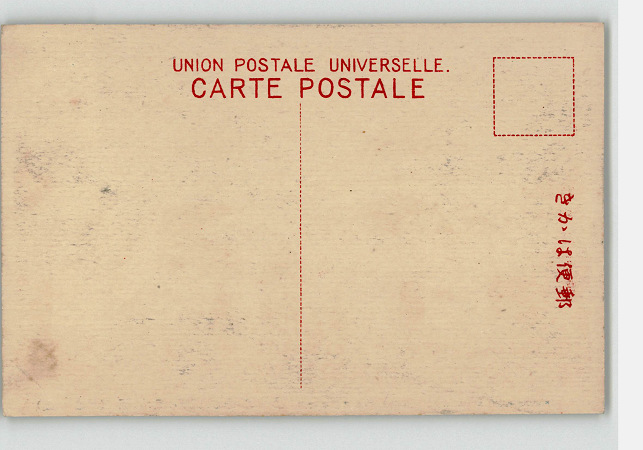 UNION POSTALE UNIVERSELLE.
CARTE POSTALE
きかは便郵